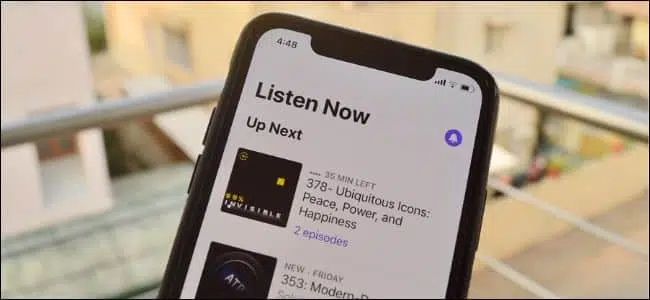 4:48
Listen Now
Up Next
35 MIN LEFT
378- Ubiquitous Icons:
Peace, Power, and
Happiness
2 episodes
99%
INVISIBLE
NEW - FRIDAY
ATP
353: Modern-